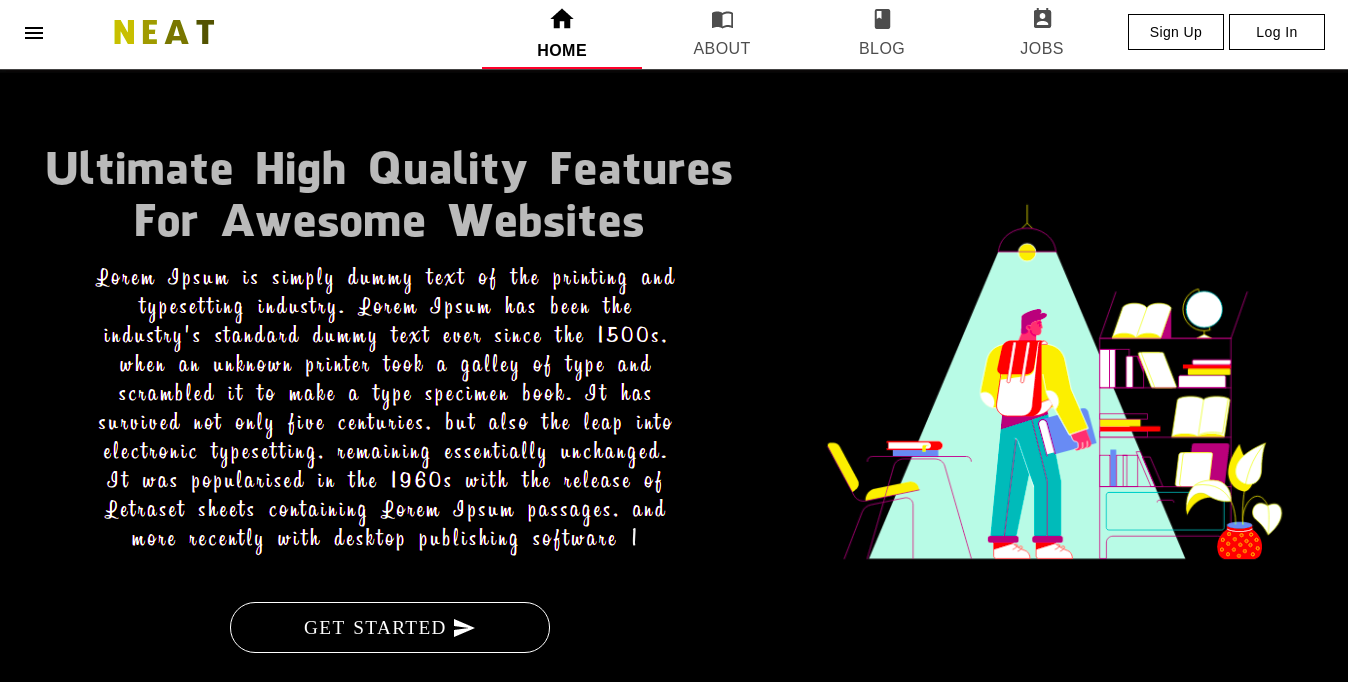 NEAT
HOME
ABOUT
BLOG
JOBS
Sign Up
Log In
Ultimate High Quality Features
For Awesome Websites
Lorem Ipsum is simply dummy text of the printing and
typesetting industry. Lorem Ipsum has been the
industry's standard dummy text ever since the 1500s,
when an unknown printer took a galley of type and
scrambled it to make a type specimen book. It has
survived not only five centuries, but also the leap into
electronic typesetting, remaining essentially unchanged.
It was popularised in the 1960s with the release of
Letraset sheets containing Lorem Ipsum passages, and
more recently with desktop publishing software |
GET STARTED